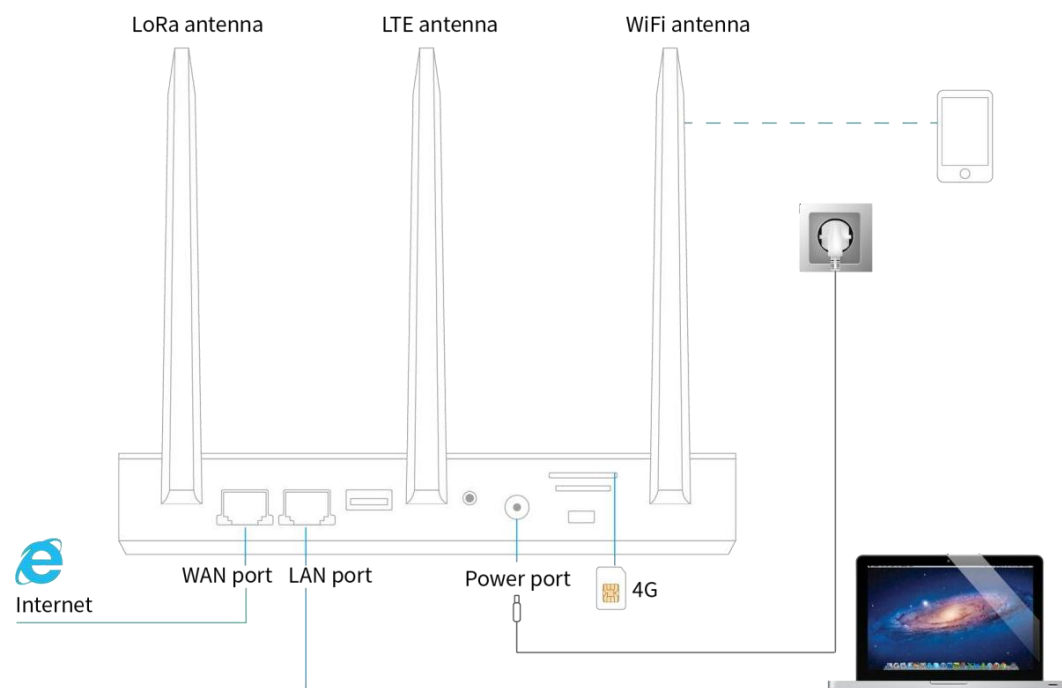 LoRa antenna
LTE antenna
WiFi antenna
WAN port
LAN port
Power port
4G
Internet